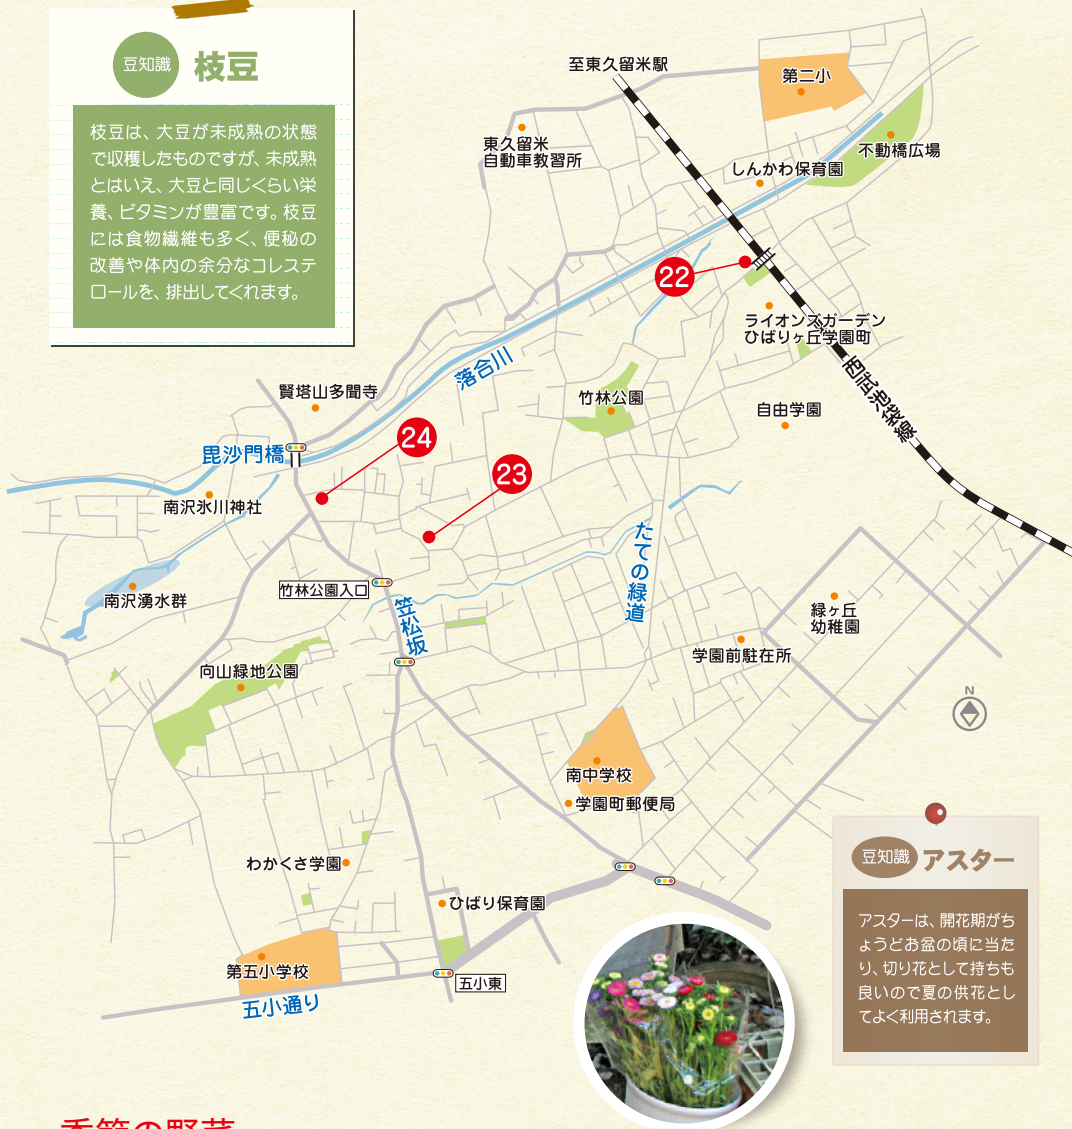 豆知識
枝豆
枝豆は、大豆が未成熟の状態
で収穫したものですが、未成熟
とはいえ、大豆と同じくらい栄
養、ビタミンが豊富です。枝豆
には食物繊維も多く、便秘の
改善や体内の余分なコレステ
ロールを、排出してくれます。
至東久留米駅
第二小
東久留米
自動車教習所
不動橋広場
しんかわ保育園
22
ライオンズガーデン
ひばりヶ丘学園町
西武池袋線
落合川
賢塔山多聞寺
竹林公園
自由学園
24
毘沙門橋
23
南沢氷川神社
たての緑道
南沢湧水群
竹林公園入口
笠松坂
緑ヶ丘
幼稚園
学園前駐在所
向山緑地公園
N
南中学校
学園町郵便局
わかくさ学園
ひばり保育園
第五小学校
五小東
五小通り
豆知識
アスター
アスターは、開花期がち
ょうどお盆の頃に当た
り、切り花として持ちも
良いので夏の供花とし
てよく利用されます。
季節の野菜